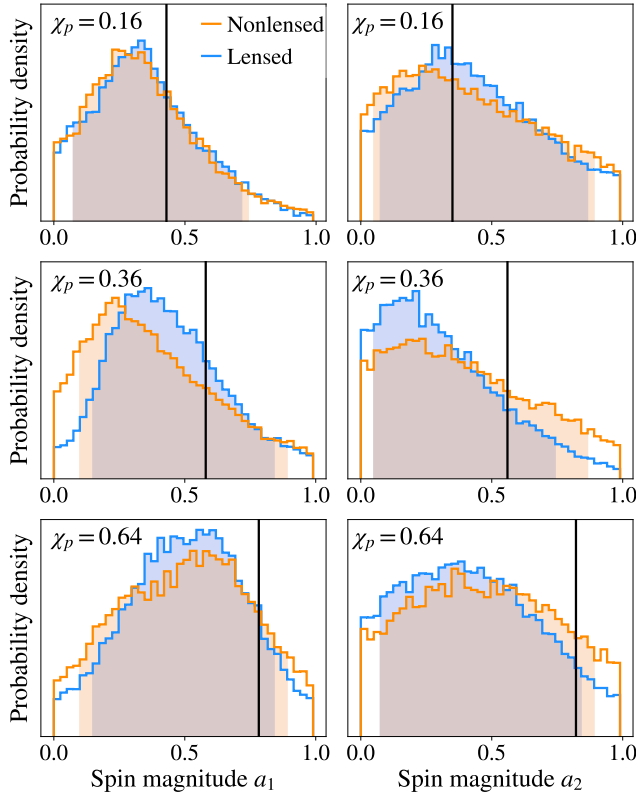 χp = 0.16
Nonlensed
Lensed
Probability density
0.0 0.5 1.0
χp = 0.16
0.0 0.5 1.0
χp = 0.36
Probability density
0.0 0.5 1.0
χp = 0.36
0.0 0.5 1.0
χp = 0.64
Probability density
0.0 0.5 1.0
Spin magnitude a1
χp = 0.64
0.0 0.5 1.0
Spin magnitude a2